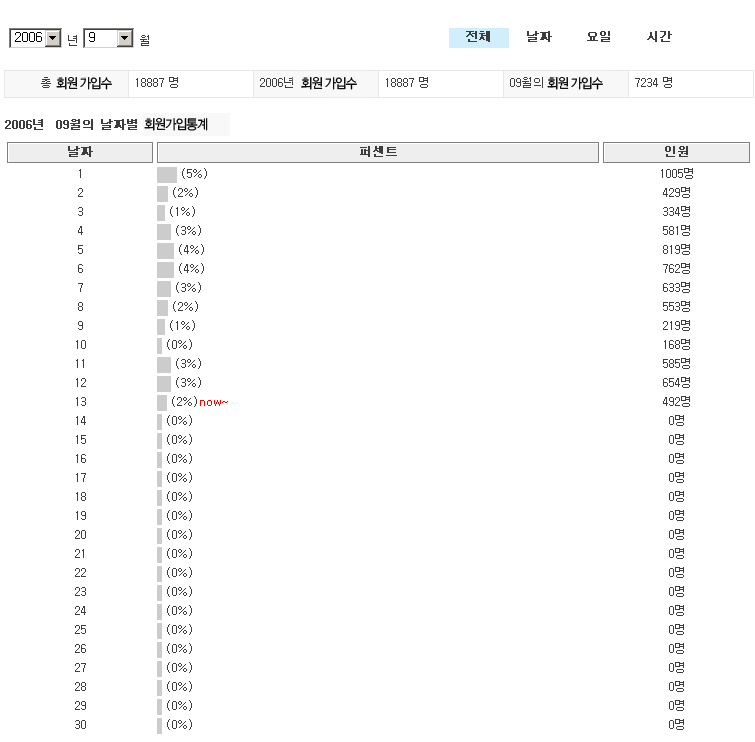 2006 년 9 월 전체 날짜 요일 시간
총 회원 가입수 18887 명 2006년 회원 가입수 18887 명 09월의 회원 가입수 7234 명
2006년 09월의 날짜별 회원가입통계
날짜 퍼센트 인원
1 (5%) 1005명
2 (2%) 429명
3 (1%) 334명
4 (3%) 581명
5 (4%) 819명
6 (4%) 762명
7 (3%) 633명
8 (2%) 553명
9 (1%) 219명
10 (0%) 168명
11 (3%) 585명
12 (3%) 654명
13 (2%)now~ 492명
14 (0%) 0명
15 (0%) 0명
16 (0%) 0명
17 (0%) 0명
18 (0%) 0명
19 (0%) 0명
20 (0%) 0명
21 (0%) 0명
22 (0%) 0명
23 (0%) 0명
24 (0%) 0명
25 (0%) 0명
26 (0%) 0명
27 (0%) 0명
28 (0%) 0명
29 (0%) 0명
30 (0%) 0명